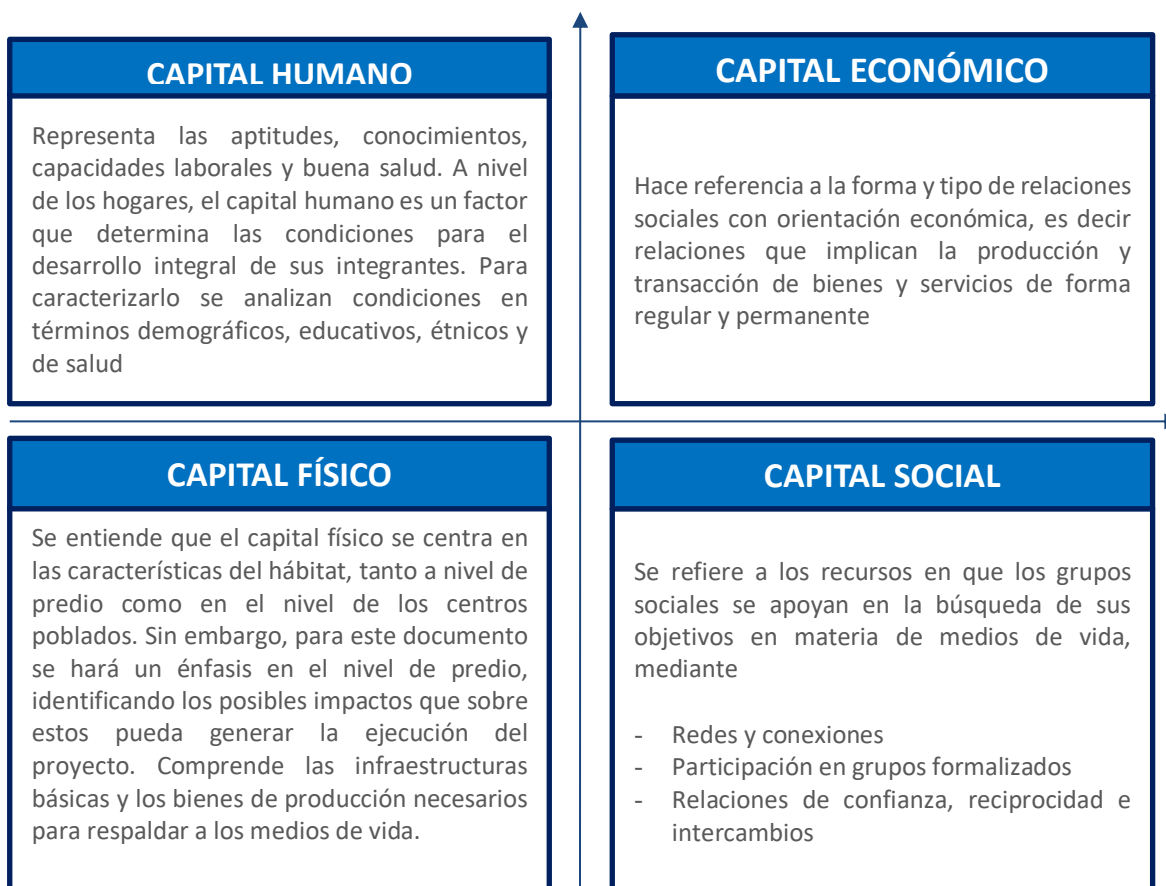 CAPITAL HUMANO
Representa las aptitudes, conocimientos,
capacidades laborales y buena salud. A nivel
de los hogares, el capital humano es un factor
que determina las condiciones para el
desarrollo integral de sus integrantes. Para
caracterizarlo se analizan condiciones en
términos demográficos, educativos, étnicos y
de salud
CAPITAL ECONÓMICO
Hace referencia a la forma y tipo de relaciones
sociales con orientación económica, es decir
relaciones que implican la producción y
transacción de bienes y servicios de forma
regular y permanente
CAPITAL FÍSICO
Se entiende que el capital físico se centra en
las características del hábitat, tanto a nivel de
predio como en el nivel de los centros
poblados. Sin embargo, para este documento
se hará un énfasis en el nivel de predio,
identificando los posibles impactos que sobre
estos pueda generar la ejecución del
proyecto. Comprende las infraestructuras
básicas y los bienes de producción necesarios
para respaldar a los medios de vida.
CAPITAL SOCIAL
Se refiere a los recursos en que los grupos
sociales se apoyan en la búsqueda de sus
objetivos en materia de medios de vida,
mediante
- Redes y conexiones
- Participación en grupos formalizados
- Relaciones de confianza, reciprocidad e
intercambios